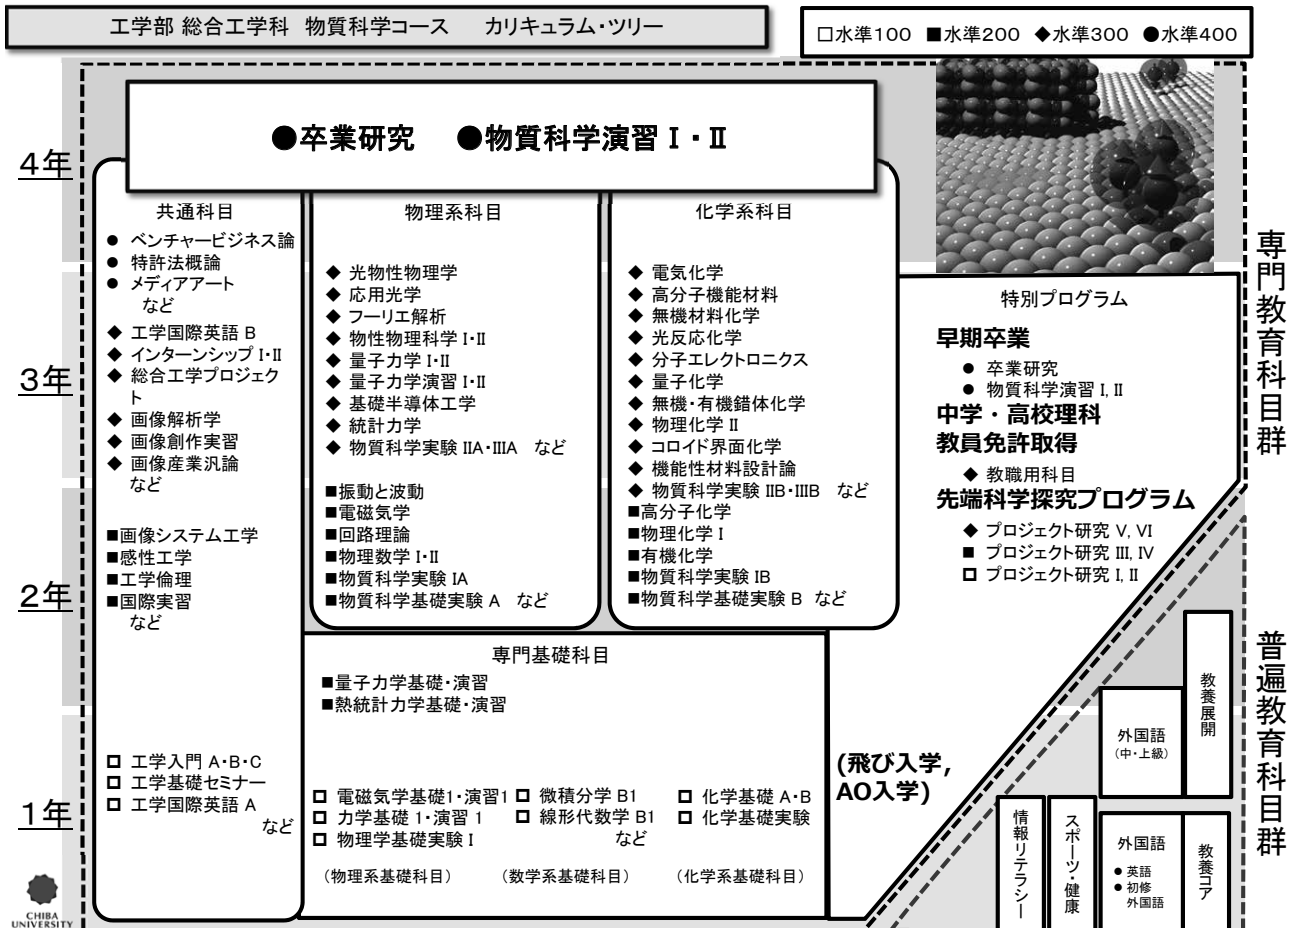 工学部 総合工学科 物質科学コース カリキュラム・ツリー
□水準100 ■水準200 ◆水準300 ●水準400
●卒業研究 ●物質科学演習 I・II
4年
3年
2年
1年
共通科目
● ベンチャービジネス論
● 特許法概論
● メディアアート
など
◆ 工学国際英語 B
◆ インターンシップ I・II
◆ 総合工学プロジェク
ト
◆ 画像解析学
◆ 画像創作実習
◆ 画像産業汎論
など
■画像システム工学
■感性工学
■工学倫理
■国際実習
など
□ 工学入門 A・B・C
□ 工学基礎セミナー
□ 工学国際英語 A
など
物理系科目
◆ 光物性物理学
◆ 応用光学
◆ フーリエ解析
◆ 物性物理科学 I・II
◆ 量子力学 I・II
◆ 量子力学演習 I・II
◆ 基礎半導体工学
◆ 統計力学
◆ 物質科学実験 IIA・IIIA など
■振動と波動
■電磁気学
■回路理論
■物理数学 I・II
■物質科学実験 IA
■物質科学基礎実験 A など
化学系科目
◆ 電気化学
◆ 高分子機能材料
◆ 無機材料化学
◆ 光反応化学
◆ 分子エレクトロニクス
◆ 量子化学
◆ 無機・有機錯体化学
◆ 物理化学 II
◆ コロイド界面化学
◆ 機能性材料設計論
◆ 物質科学実験 IIB・IIIB など
■高分子化学
■物理化学 I
■有機化学
■物質科学実験 IB
■物質科学基礎実験 B など
専門基礎科目
■量子力学基礎・演習
■熱統計力学基礎・演習
□ 電磁気学基礎1・演習1
□ 力学基礎 1・演習 1
□ 物理学基礎実験 I
(物理系基礎科目)
□ 微積分学 B1
□ 線形代数学 B1
など
(数学系基礎科目)
□ 化学基礎 A・B
□ 化学基礎実験
(化学系基礎科目)
特別プログラム
早期卒業
● 卒業研究
● 物質科学演習 I, II
中学・高校理科
教員免許取得
◆ 教職用科目
先端科学探究プログラム
◆ プロジェクト研究 V, VI
■ プロジェクト研究 III, IV
□ プロジェクト研究 I, II
(飛び入学,
AO入学)
専門教育科目群
普遍教育科目群
教養展開
外国語
(中・上級)
情報リテラシー
スポーツ・健康
外国語
● 英語
● 初修
外国語
教養コア
CHIBA
UNIVERSITY